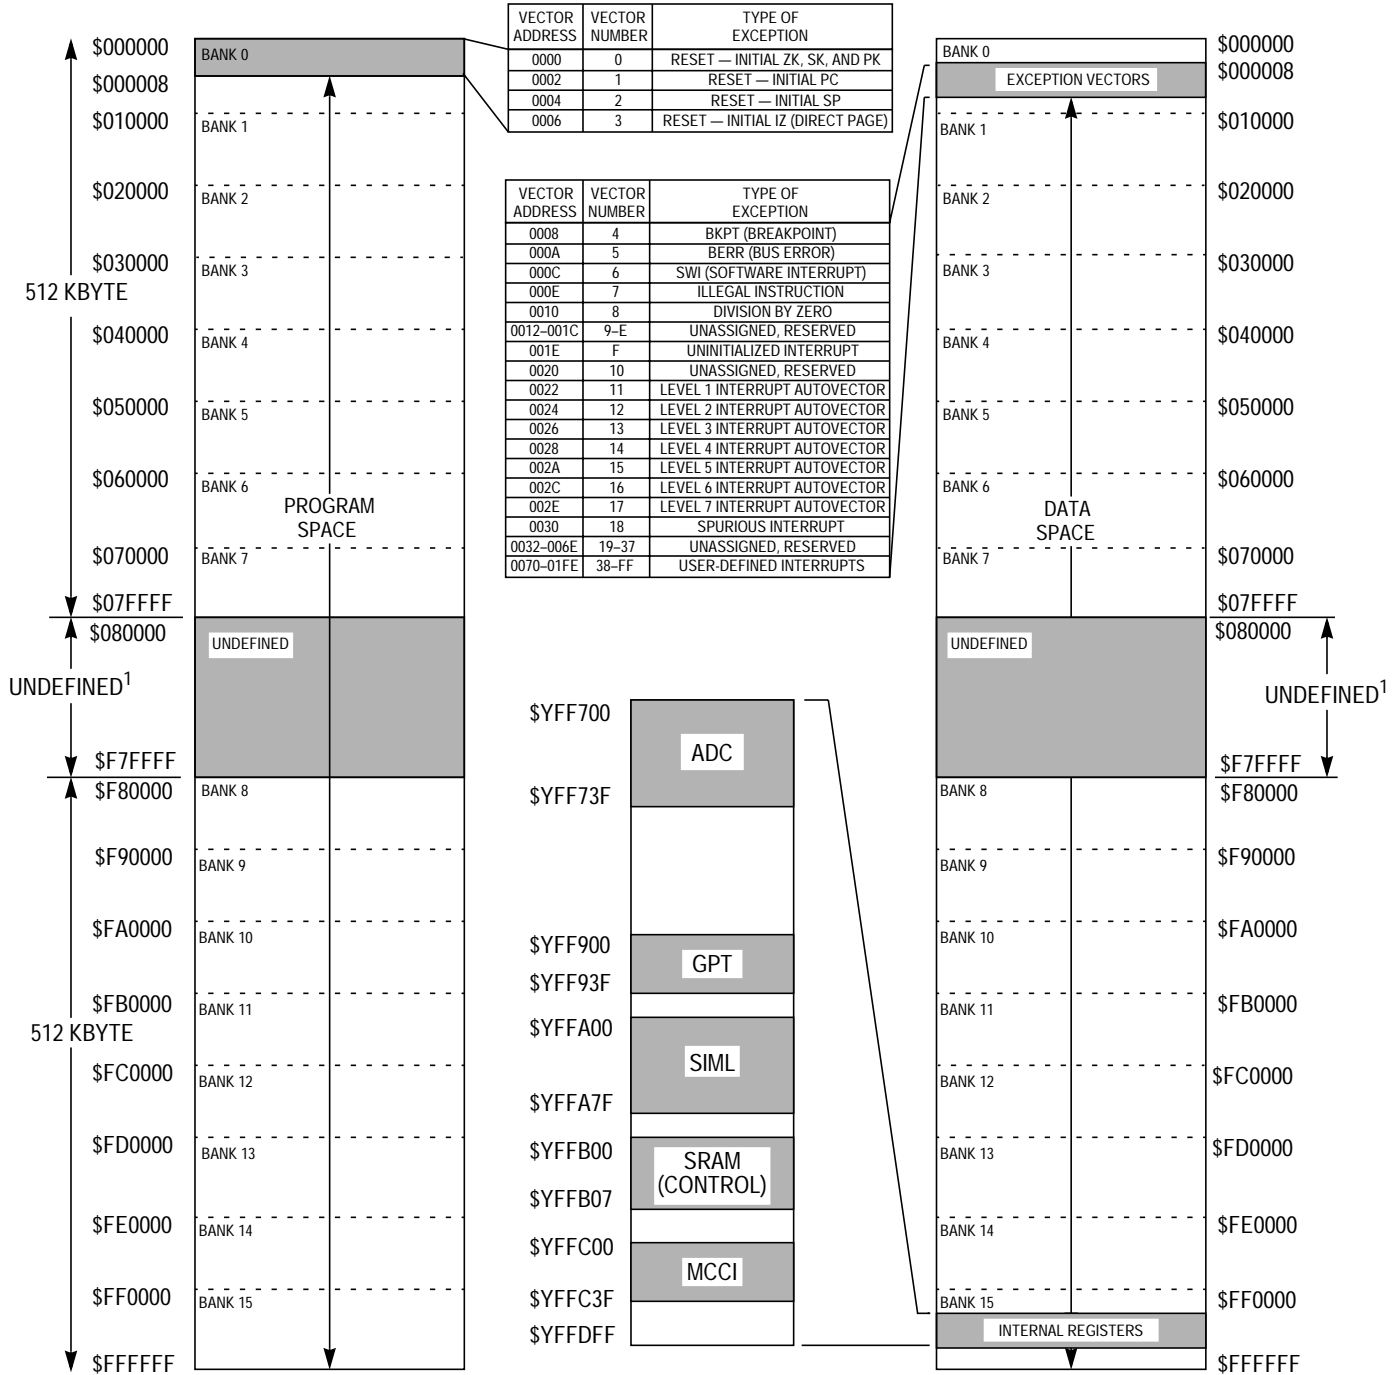 VECTOR ADDRESS VECTOR NUMBER TYPE OF EXCEPTION
0000 0 RESET — INITIAL ZK, SK, AND PK
0002 1 RESET — INITIAL PC
0004 2 RESET — INITIAL SP
0006 3 RESET — INITIAL IZ (DIRECT PAGE)
VECTOR ADDRESS VECTOR NUMBER TYPE OF EXCEPTION
0008 4 BKPT (BREAKPOINT)
000A 5 BERR (BUS ERROR)
000C 6 SWI (SOFTWARE INTERRUPT)
000E 7 ILLEGAL INSTRUCTION
0010 8 DIVISION BY ZERO
0012–001C 9–E UNASSIGNED, RESERVED
001E F UNINITIALIZED INTERRUPT
0020 10 UNASSIGNED, RESERVED
0022 11 LEVEL 1 INTERRUPT AUTOVECTOR
0024 12 LEVEL 2 INTERRUPT AUTOVECTOR
0026 13 LEVEL 3 INTERRUPT AUTOVECTOR
0028 14 LEVEL 4 INTERRUPT AUTOVECTOR
002A 15 LEVEL 5 INTERRUPT AUTOVECTOR
002C 16 LEVEL 6 INTERRUPT AUTOVECTOR
002E 17 LEVEL 7 INTERRUPT AUTOVECTOR
0030 18 SPURIOUS INTERRUPT
0032–006E 19–37 UNASSIGNED, RESERVED
0070–01FE 38–FF USER-DEFINED INTERRUPTS
$000000 BANK 0
$000008
$010000 BANK 1
$020000 BANK 2
$030000 BANK 3
512 KBYTE
$040000 BANK 4
$050000 BANK 5
$060000 BANK 6
PROGRAM
SPACE
$070000 BANK 7
$07FFFF
$080000 UNDEFINED
UNDEFINED1
$F7FFFF
$F80000 BANK 8
$F90000 BANK 9
$FA0000 BANK 10
$FB0000 BANK 11
512 KBYTE
$FC0000 BANK 12
$FD0000 BANK 13
$FE0000 BANK 14
$FF0000 BANK 15
$FFFFFF
$YFF700
ADC
$YFF73F
$YFF900
GPT
$YFF93F
$YFFA00
SIML
$YFFA7F
$YFFB00
SRAM
(CONTROL)
$YFFB07
$YFFC00
MCCI
$YFFC3F
$YFFDFF
BANK 0 $000000
EXCEPTION VECTORS $000008
BANK 1 $010000
BANK 2 $020000
BANK 3 $030000
BANK 4 $040000
BANK 5 $050000
BANK 6 $060000
DATA
SPACE
BANK 7 $070000
$07FFFF
UNDEFINED $080000
UNDEFINED1
$F7FFFF
BANK 8 $F80000
BANK 9 $F90000
BANK 10 $FA0000
BANK 11 $FB0000
BANK 12 $FC0000
BANK 13 $FD0000
BANK 14 $FE0000
BANK 15 $FF0000
INTERNAL REGISTERS
$FFFFFF